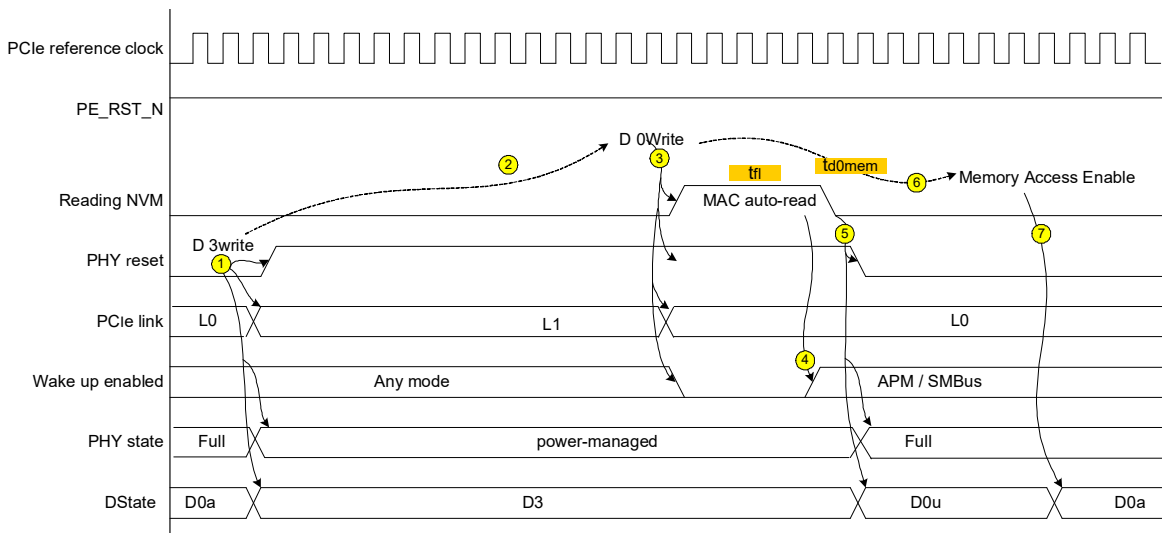 PCIe reference clock
PE_RST_N
D 0Write
2
3
tfl
td0mem
6
Memory Access Enable
Reading NVM
MAC auto-read
D 3write
5
7
1
PHY reset
PCIe link
L0
L1
L0
4
Wake up enabled
Any mode
APM / SMBus
PHY state
Full
power-managed
Full
DState
D0a
D3
D0u
D0a